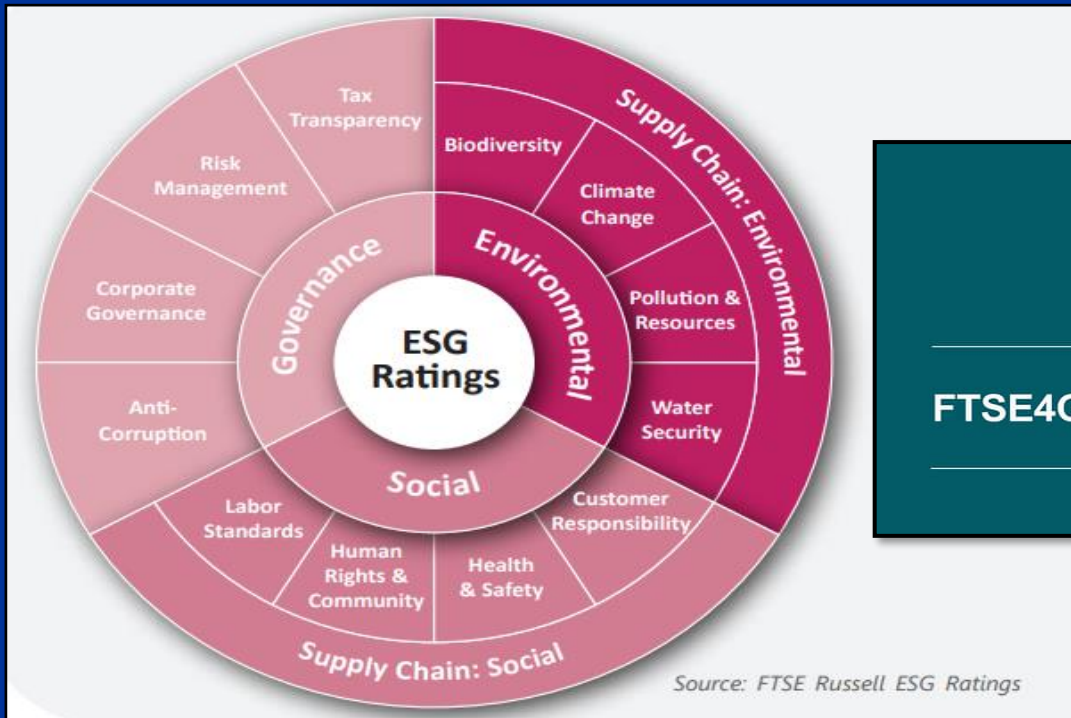 Tax
Transparency
Risk
Management
Corporate
Governance
Anti-
Corruption
Governance
Supply Chain: Environmental
Biodiversity
Climate
Change
Pollution &
Resources
Water
Security
Environmental
ESG
Ratings
Social
Customer
Responsibility
Health
& Safety
Human
Rights &
Community
Labor
Standards
Supply Chain: Social
Source: FTSE Russell ESG Ratings
FTSE4